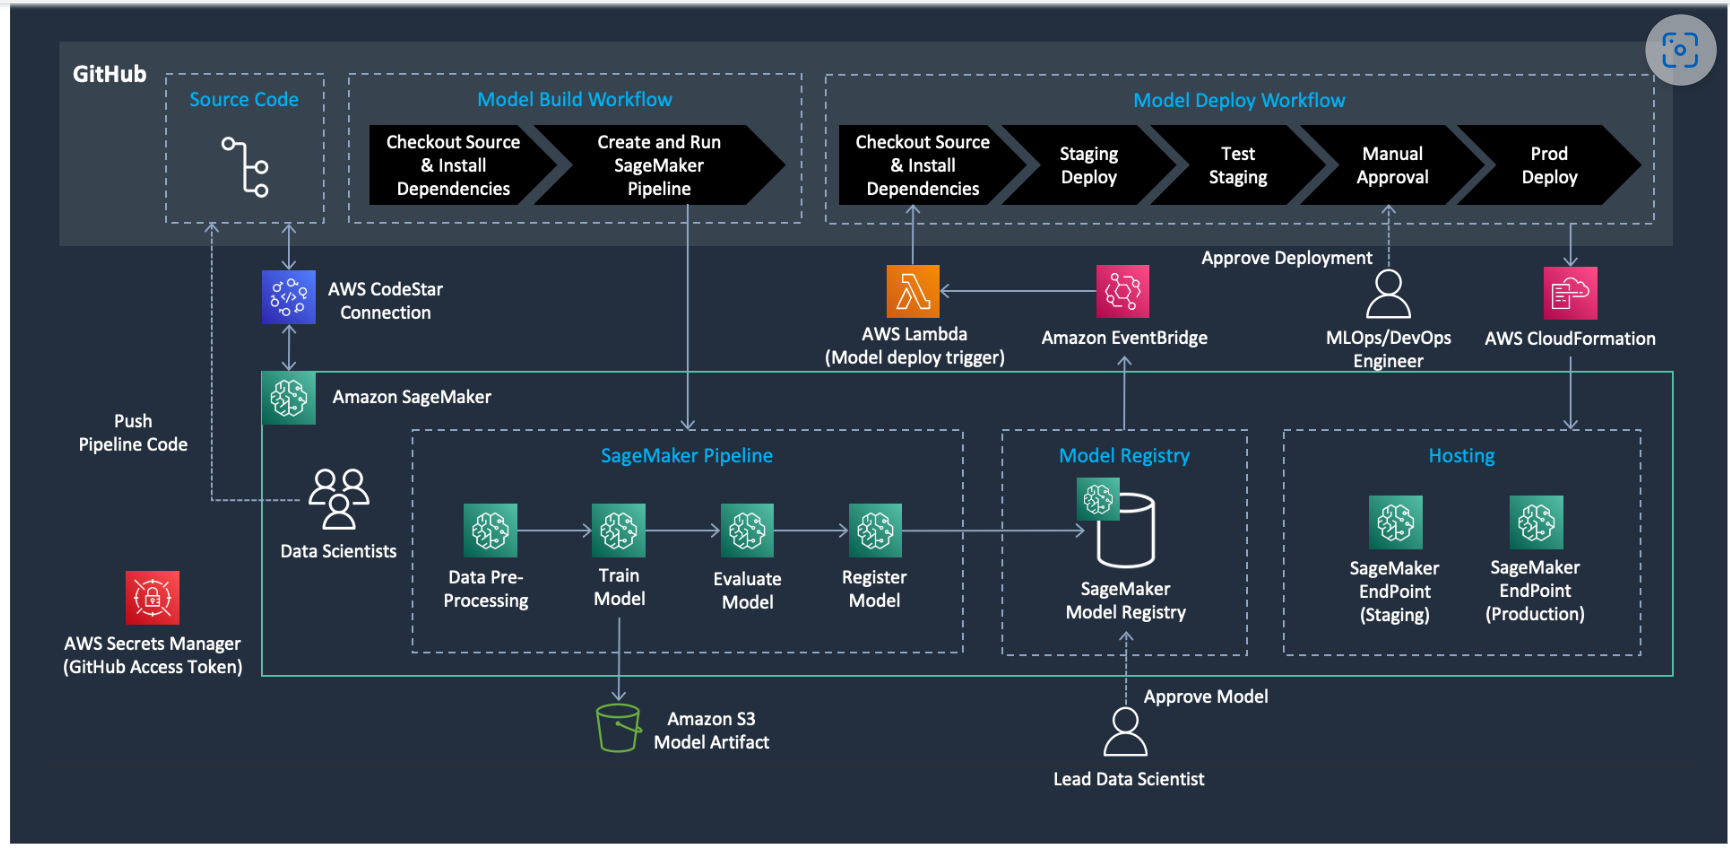 GitHub
Source Code
Model Build Workflow
Checkout Source
& Install
Dependencies
Create and Run
SageMaker
Pipeline
Model Deploy Workflow
Checkout Source
& Install
Dependencies
Staging
Deploy
Test
Staging
Manual
Approval
Prod
Deploy
AWS CodeStar
Connection
AWS Lambda
(Model deploy trigger)
Amazon EventBridge
Approve Deployment
MLOps/DevOps
Engineer
AWS CloudFormation
Amazon SageMaker
Push
Pipeline Code
Data Scientists
SageMaker Pipeline
Data Pre-
Processing
Train
Model
Evaluate
Model
Register
Model
Model Registry
SageMaker
Model Registry
Hosting
SageMaker
EndPoint
(Staging)
SageMaker
EndPoint
(Production)
AWS Secrets Manager
(GitHub Access Token)
Amazon S3
Model Artifact
Approve Model
Lead Data Scientist